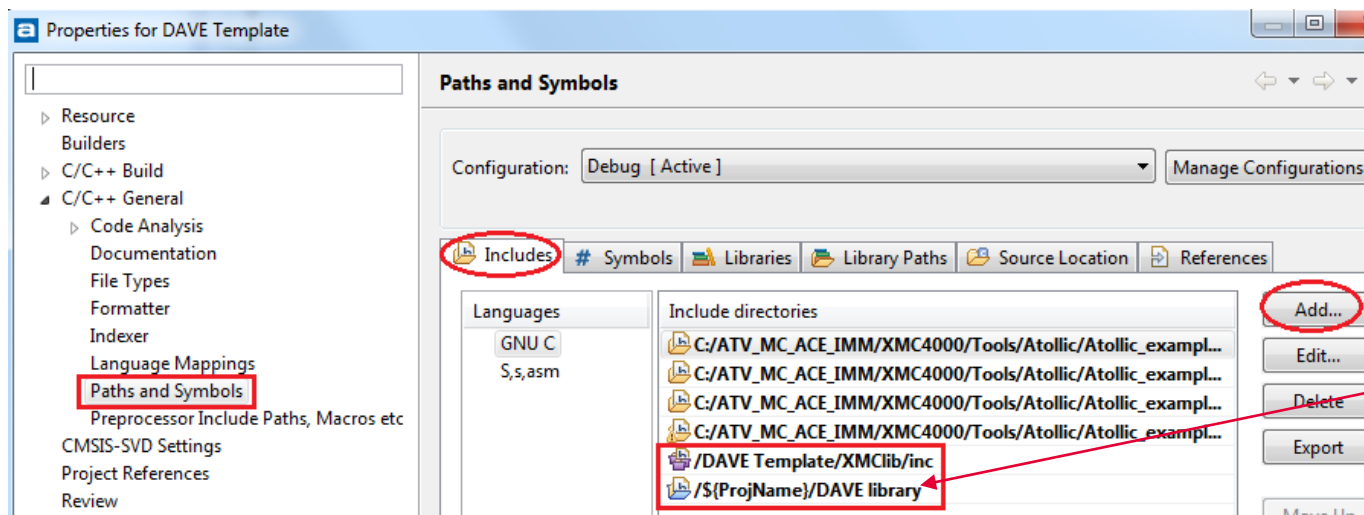 Properties for DAVE Template
Resource
Builders
C/C++ Build
C/C++ General
Code Analysis
Documentation
File Types
Formatter
Indexer
Language Mappings
Paths and Symbols
Preprocessor Include Paths, Macros etc
CMSIS-SVD Settings
Project References
Review
Paths and Symbols
Configuration: Debug [ Active ] Manage Configurations
Includes # Symbols Libraries Library Paths Source Location References
Languages
GNU C
S,s,asm
Include directories
C:/ATV_MC_ACE_IMM/XMC4000/Tools/Atollic/Atollic_exampl...
C:/ATV_MC_ACE_IMM/XMC4000/Tools/Atollic/Atollic_exampl...
C:/ATV_MC_ACE_IMM/XMC4000/Tools/Atollic/Atollic_exampl...
C:/ATV_MC_ACE_IMM/XMC4000/Tools/Atollic/Atollic_exampl...
/DAVE Template/XMClib/inc
/${ProjName}/DAVE library
Add...
Edit...
Delete
Export
Move Up